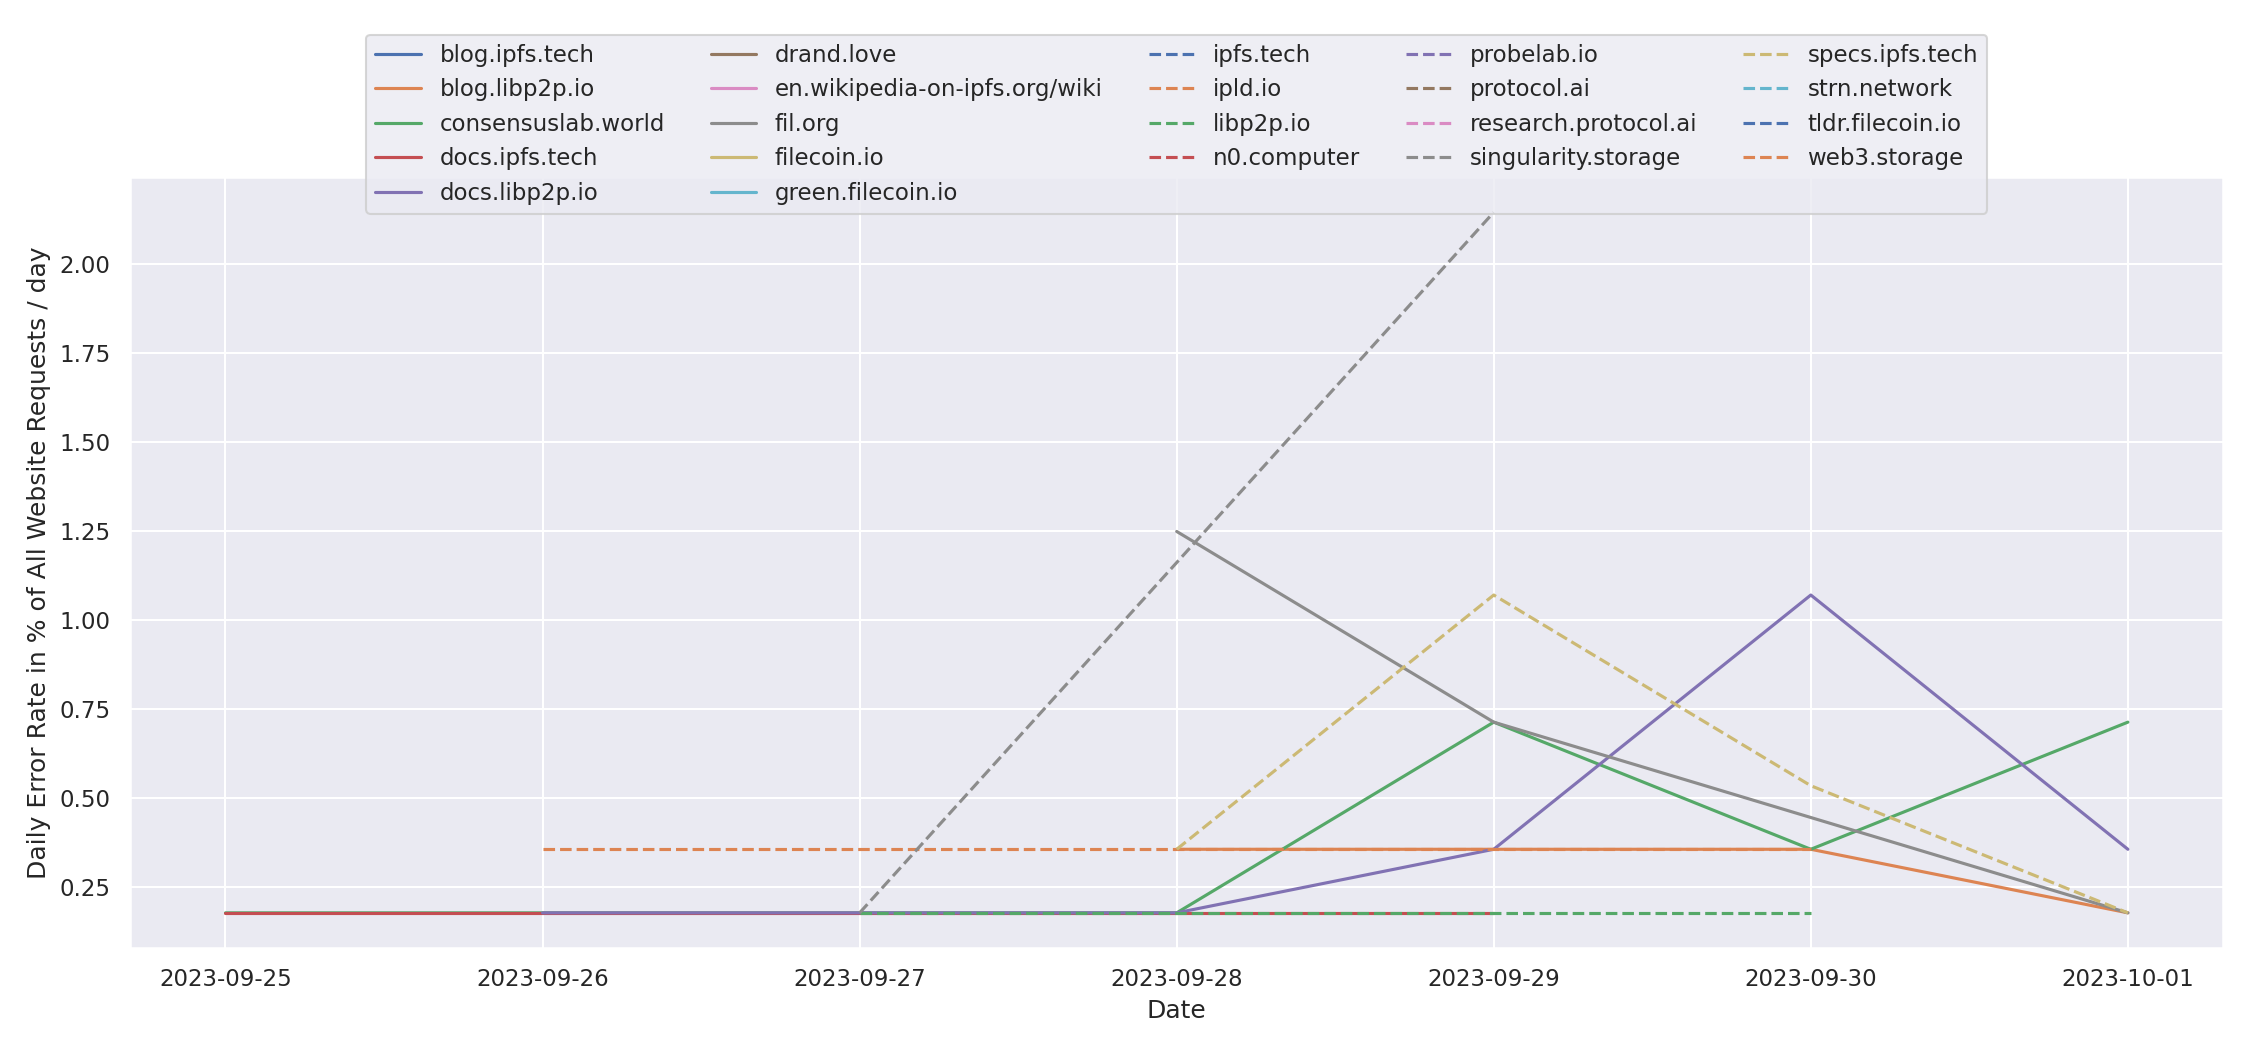 blog.ipfs.tech
blog.libp2p.io
consensuslab.world
docs.ipfs.tech
docs.libp2p.io
drand.love
en.wikipedia-on-ipfs.org/wiki
fil.org
filecoin.io
green.filecoin.io
ipfs.tech
ipld.io
libp2p.io
n0.computer
probelab.io
protocol.ai
research.protocol.ai
singularity.storage
specs.ipfs.tech
strn.network
tldr.filecoin.io
web3.storage
Daily Error Rate in % of All Website Requests / day
2.00
1.75
1.50
1.25
1.00
0.75
0.50
0.25
2023-09-25
2023-09-26
2023-09-27
2023-09-28
2023-09-29
2023-09-30
2023-10-01
Date